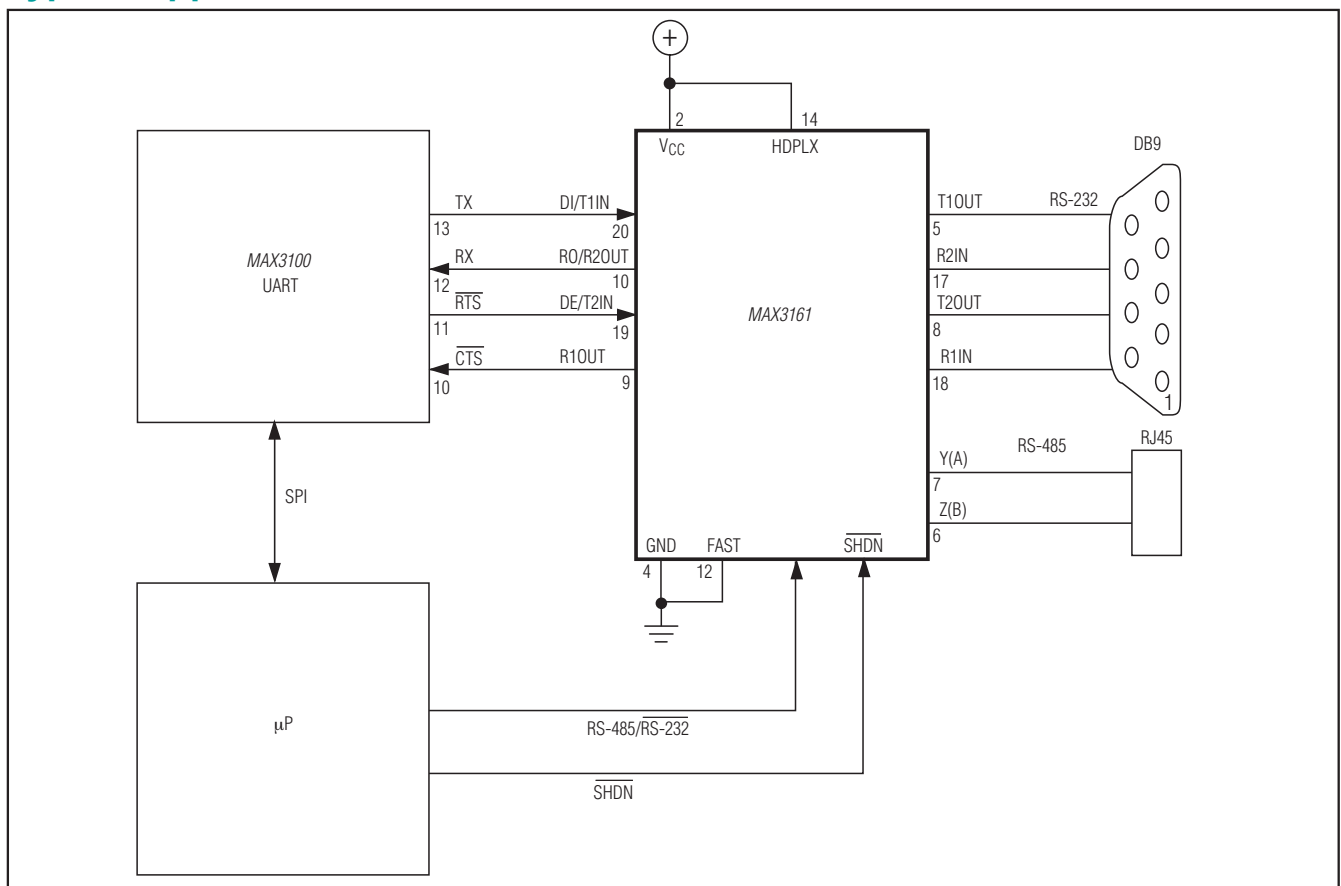 +
2
14
VCC
HDPLX
DB9
TX
DI/T1IN
13
20
RX
RO/R2OUT
12
10
RTS
DE/T2IN
11
19
CTS
R1OUT
10
9
MAX3100
UART
MAX3161
T1OUT
RS-232
5
R2IN
17
T2OUT
8
R1IN
18
1
RJ45
RS-485
Y(A)
7
Z(B)
6
SPI
GND
FAST
SHDN
4
12
μP
RS-485/RS-232
SHDN